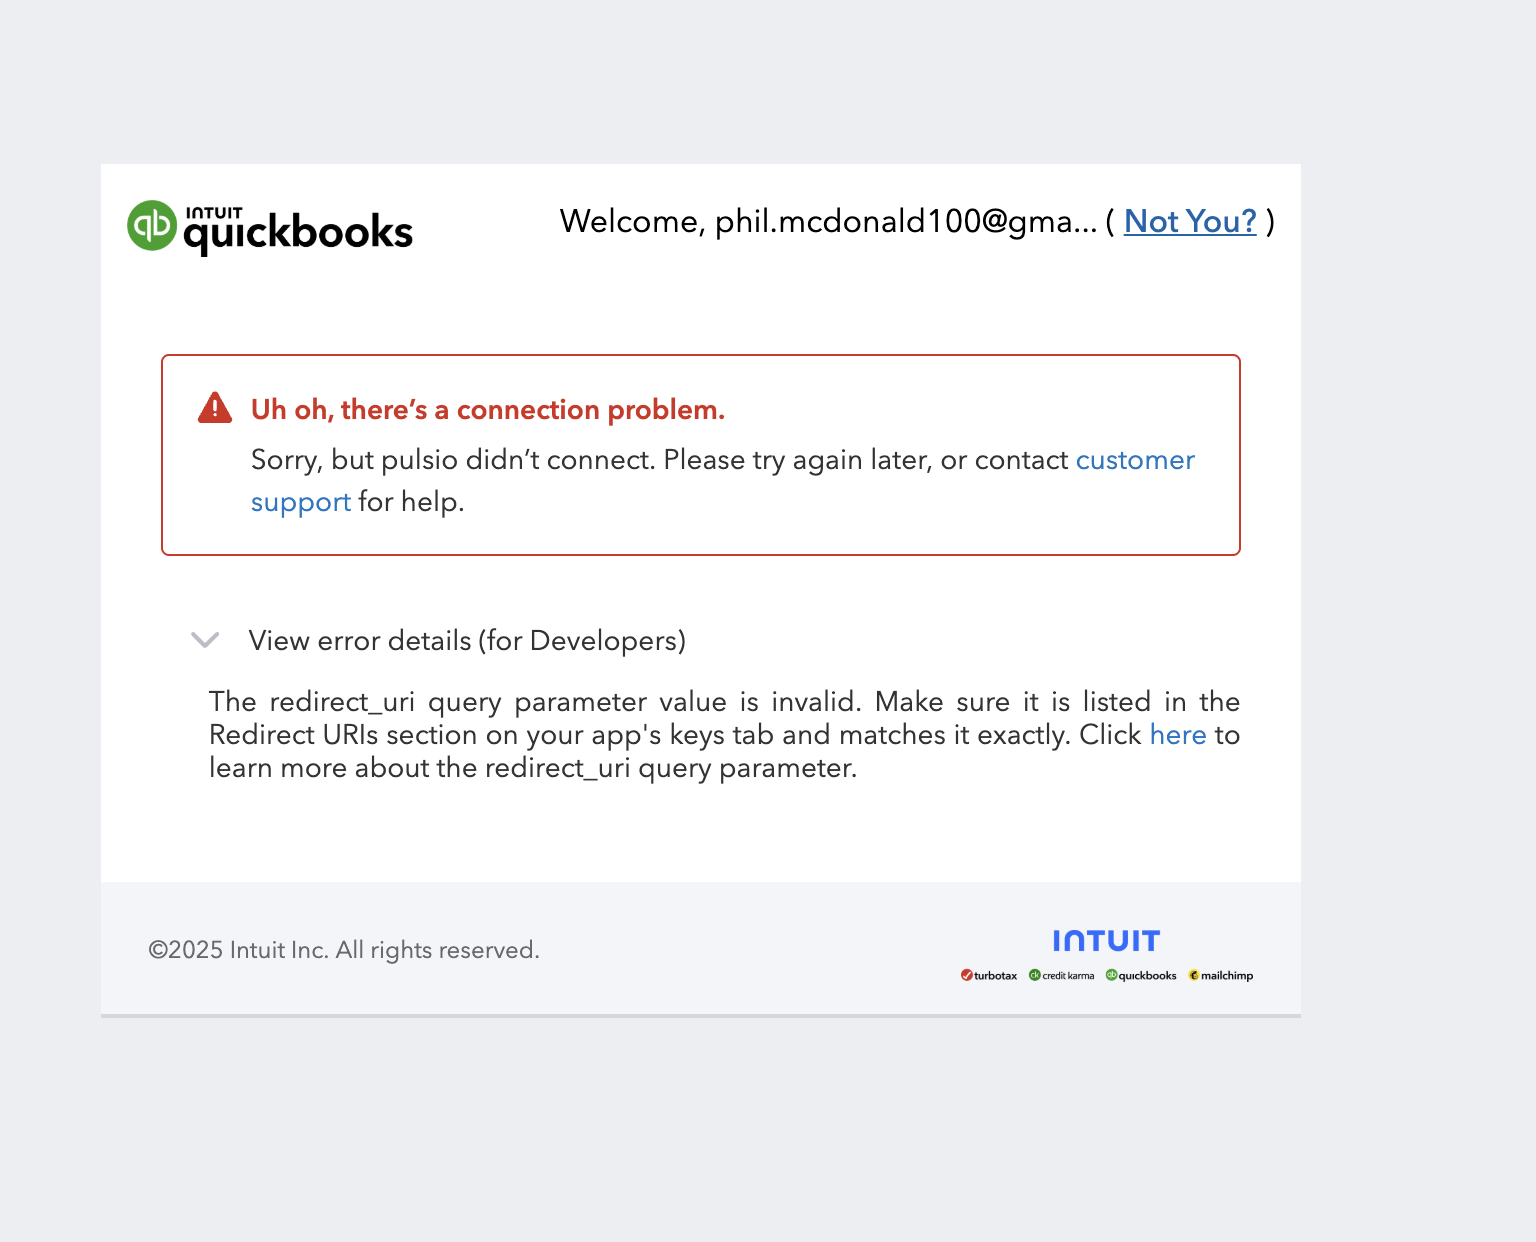 INTUIT
quickbooks
Welcome, phil.mcdonald100@gma... ( Not You? )
Uh oh, there’s a connection problem.
Sorry, but pulsio didn’t connect. Please try again later, or contact customer
support for help.
View error details (for Developers)
The redirect_uri query parameter value is invalid. Make sure it is listed in the
Redirect URIs section on your app's keys tab and matches it exactly. Click here to
learn more about the redirect_uri query parameter.
©2025 Intuit Inc. All rights reserved.
INTUIT
turbotax ck credit karma qb quickbooks mailchimp